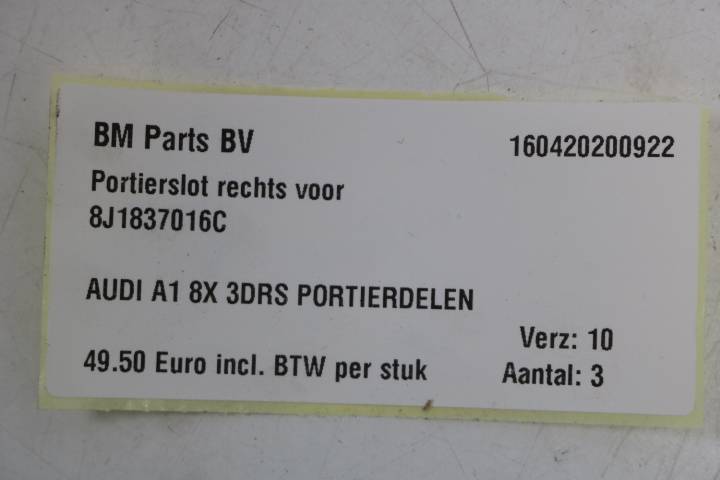 BM Parts BV 160420200922
Portierslot rechts voor
8J1837016C
AUDI A1 8X 3DRS PORTIERDELEN
Verz: 10
49.50 Euro incl. BTW per stuk Aantal: 3